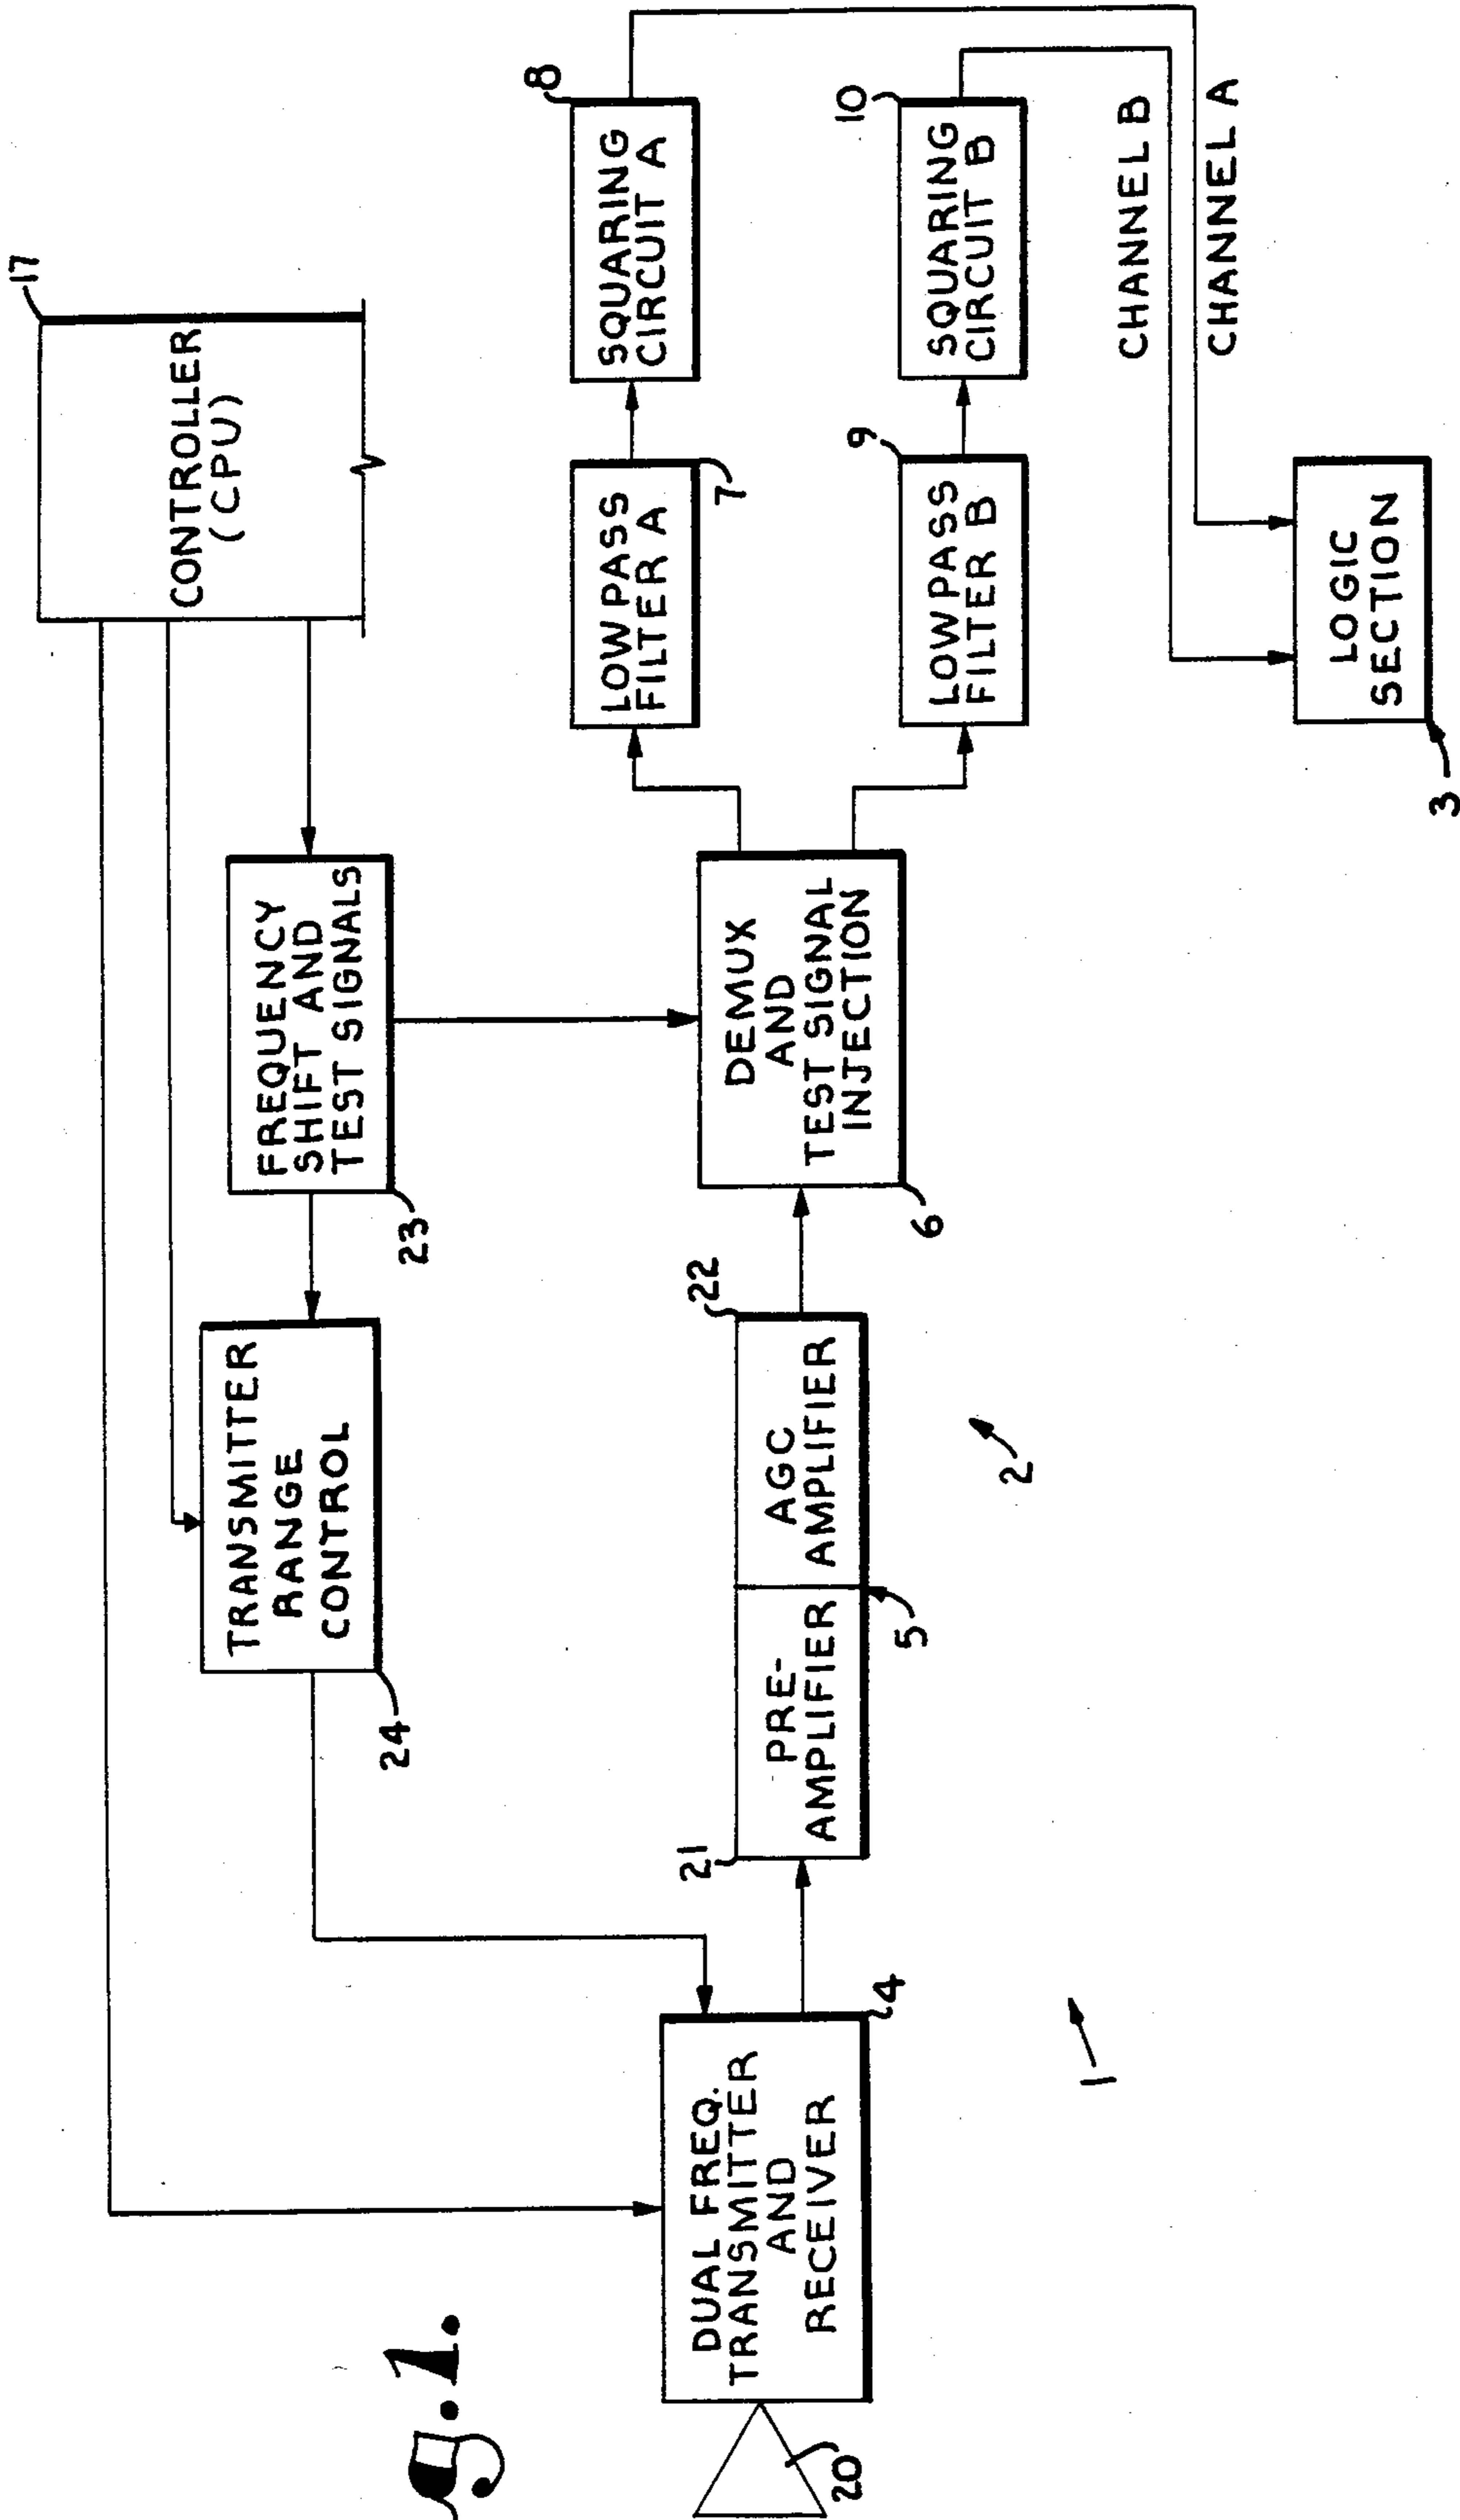 17
CONTROLLER
(CPU)
FREQUENCY
SHIFT AND
TEST SIGNALS
23
TRANSMITTER
RANGE
CONTROL
24
8
SQUARING
CIRCUIT A
LOWPASS
FILTER A
7
10
SQUARING
CIRCUIT B
9
LOWPASS
FILTER B
CHANNEL B
CHANNEL A
LOGIC
SECTION
3
DEMUX
AND
TEST SIGNAL
INJECTION
6
22
AGC
AMPLIFIER
21
PRE-
AMPLIFIER
5
2
DUAL FREQ.
TRANSMITTER
AND
RECEIVER
4
20
1
g.1.